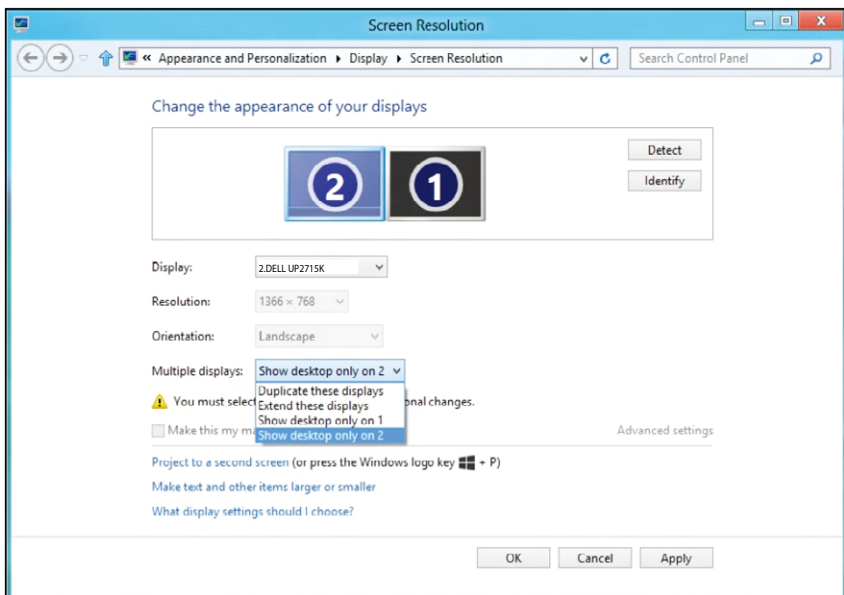 Screen Resolution
« Appearance and Personalization Display Screen Resolution
Search Control Panel
Change the appearance of your displays
2
1
Detect
Identify
Display: 2.DELL UP2715K
Resolution: 1366 × 768
Orientation: Landscape
Multiple displays: Show desktop only on 2
Duplicate these displays
Extend these displays
Show desktop only on 1
Show desktop only on 2
You must select onal changes.
Make this my m
Advanced settings
Project to a second screen (or press the Windows logo key + P)
Make text and other items larger or smaller
What display settings should I choose?
OK Cancel Apply